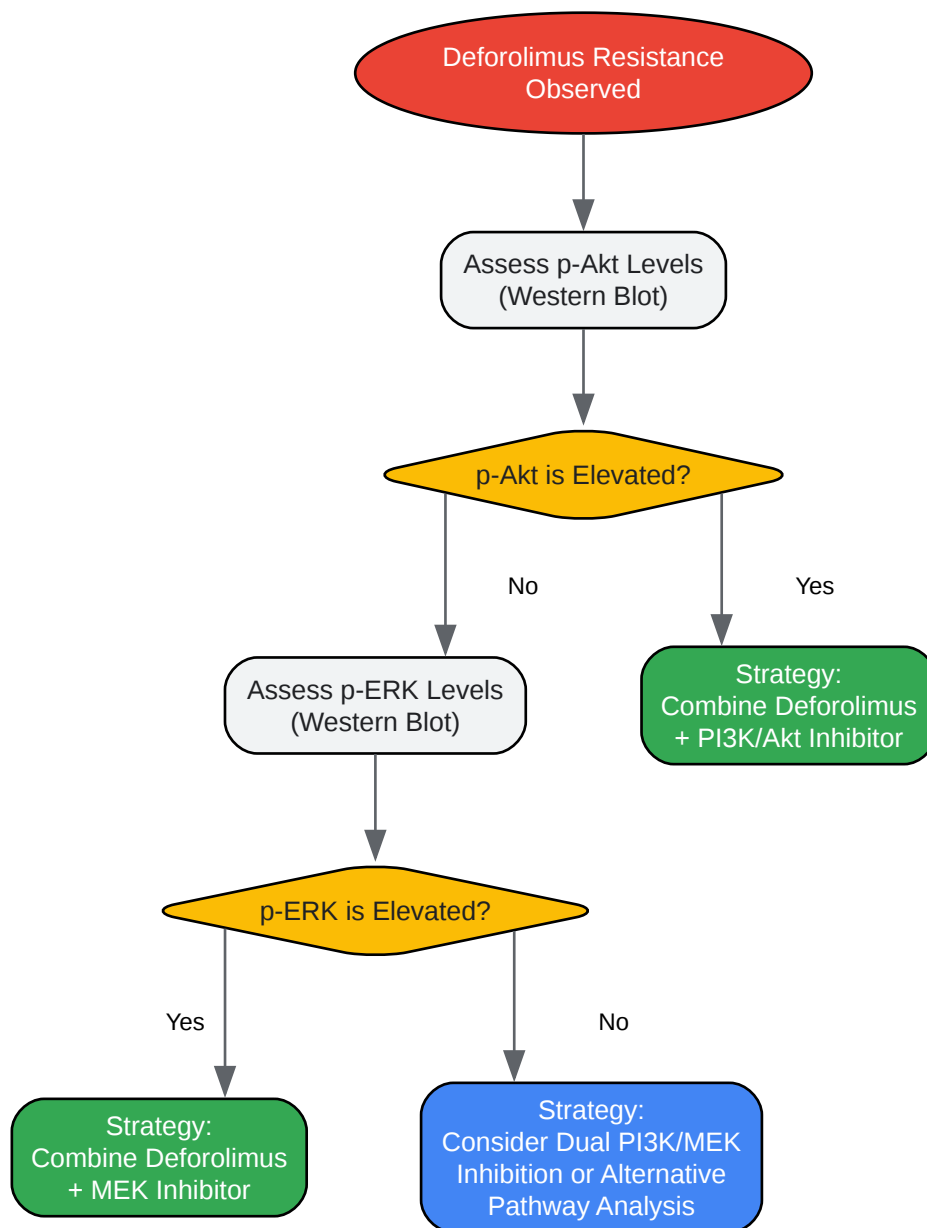 Deforolimus Resistance
Observed
Assess p-Akt Levels
(Western Blot)
p-Akt is Elevated?
No
Yes
Assess p-ERK Levels
(Western Blot)
Strategy:
Combine Deforolimus
+ PI3K/Akt Inhibitor
p-ERK is Elevated?
Yes
No
Strategy:
Combine Deforolimus
+ MEK Inhibitor
Strategy:
Consider Dual PI3K/MEK
Inhibition or Alternative
Pathway Analysis